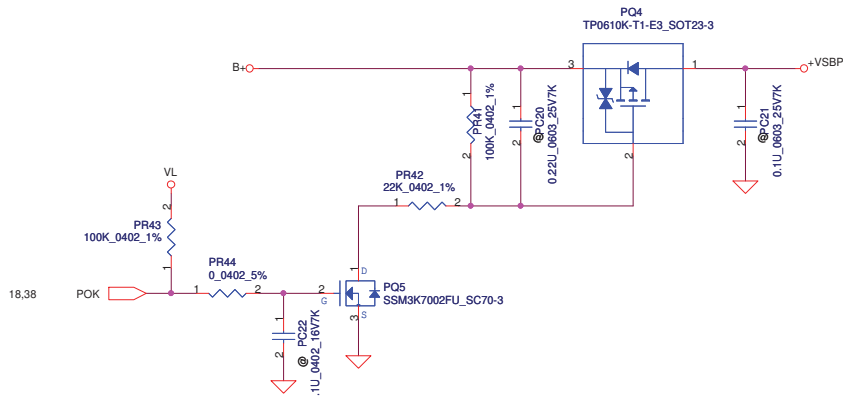 PQ4
TP0610K-T1-E3_SOT23-3
B+
3
1
+VSBP
1
PR41
100K_0402_1%
2
1
@PC20
0.22U_0603_25V7K
2
2
1
@PC21
0.1U_0603_25V7K
2
PR42
22K_0402_1%
1
2
VL
2
PR43
100K_0402_1%
1
PR44
0_0402_5%
18,38
POK
1
2
2
G
1
D
PQ5
SSM3K7002FU_SC70-3
3
S
1
@ PC22
.1U_0402_16V7K
2